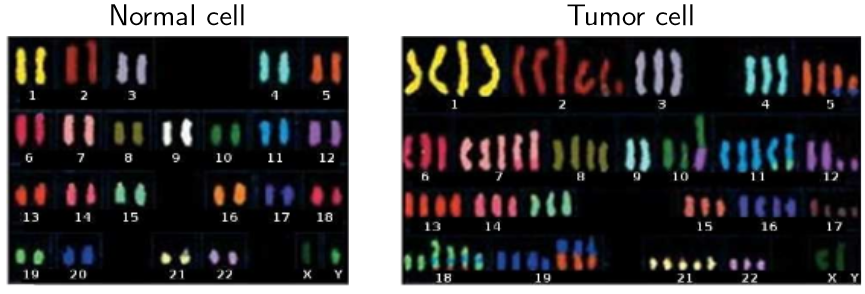 Normal cell
Tumor cell
1 2 3 4 5
6 7 8 9 10 11 12
13 14 15 16 17 18
19 20 21 22 X Y
1 2 3 4 5
6 7 8 9 10 11 12
13 14 15 16 17
18 19 21 22 X Y